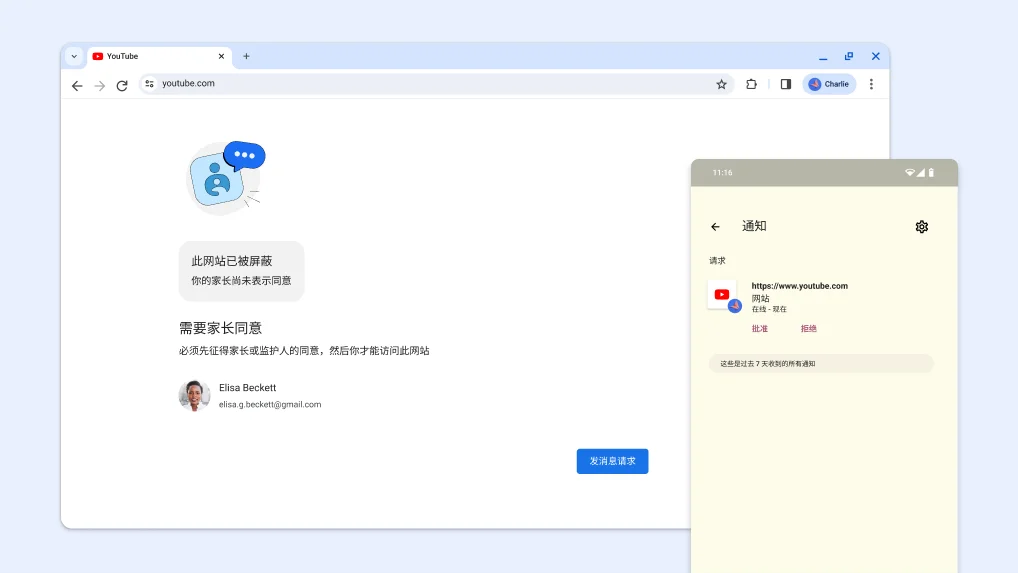 YouTube
youtube.com
Charlie
此网站已被屏蔽
你的家长尚未表示同意
需要家长同意
必须先征得家长或监护人的同意，然后你才能访问此网站
Elisa Beckett
elisa.g.beckett@gmail.com
发消息请求
11:16
通知
请求
https://www.youtube.com
网站
在线 - 现在
批准 拒绝
这些是过去 7 天收到的所有通知